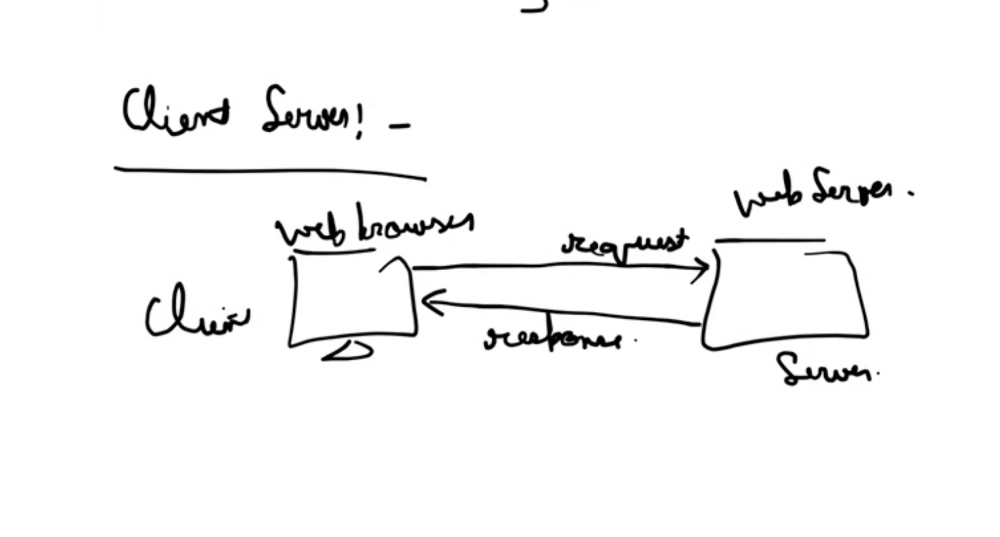 Client Server: -
web browser
web Server.
request
Client
response.
Server.